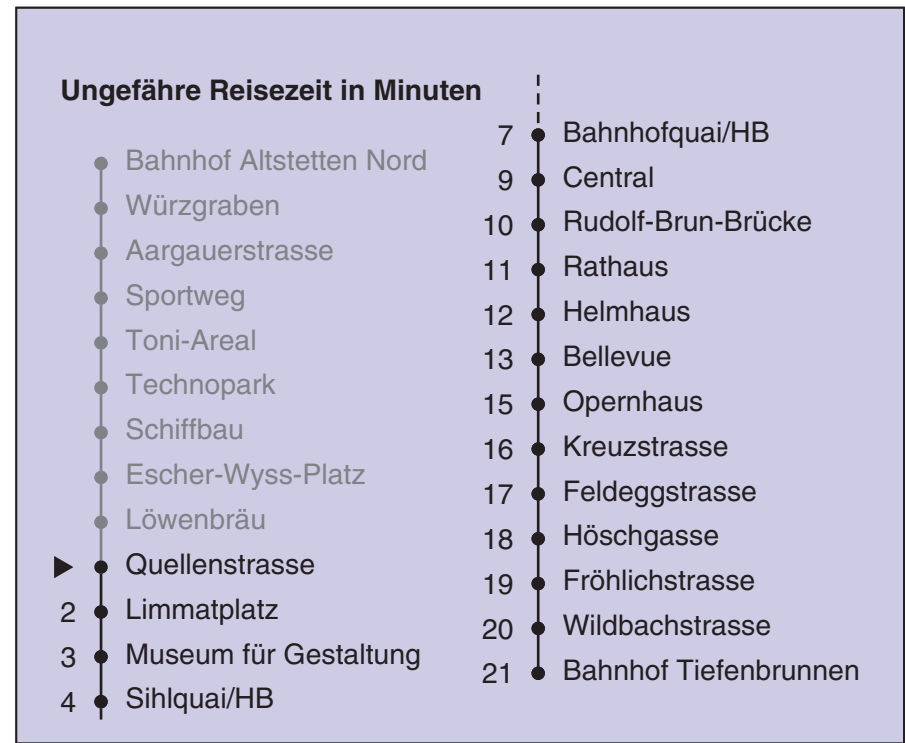 Ungefähre Reisezeit in Minuten
Bahnhof Altstetten Nord
Würzgraben
Aargauerstrasse
Sportweg
Toni-Areal
Technopark
Schiffbau
Escher-Wyss-Platz
Löwenbräu
Quellenstrasse
2 Limmatplatz
3 Museum für Gestaltung
4 Sihlquai/HB
7 Bahnhofquai/HB
9 Central
10 Rudolf-Brun-Brücke
11 Rathaus
12 Helmhaus
13 Bellevue
15 Opernhaus
16 Kreuzstrasse
17 Feldeggstrasse
18 Höschgasse
19 Fröhlichstrasse
20 Wildbachstrasse
21 Bahnhof Tiefenbrunnen